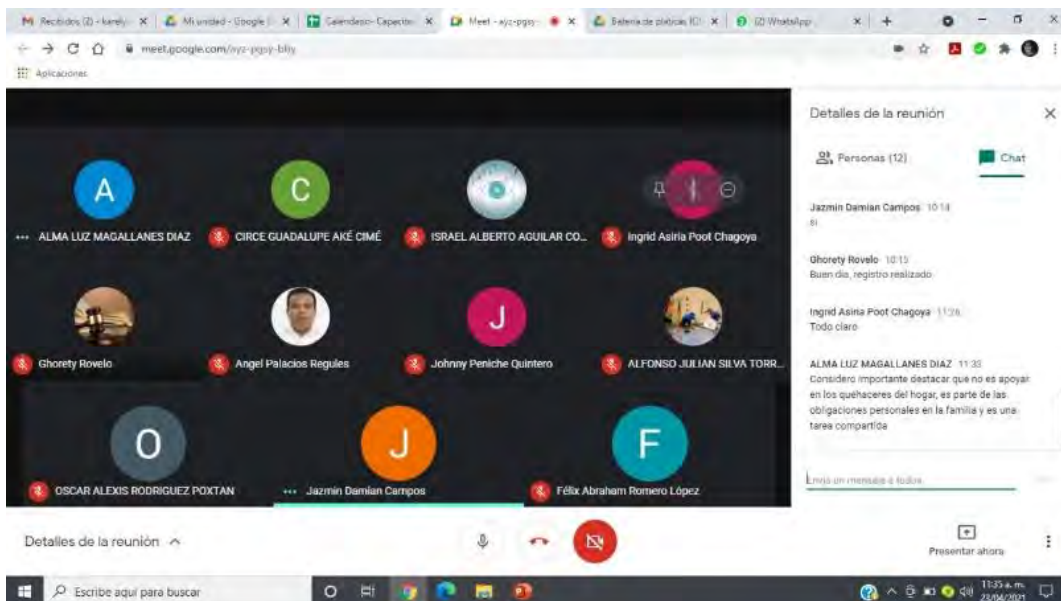 Recibidos (2) - karely
Mi unidad - Google
Calendario- Capacita
Meet - xyz-pgsy-
Bateria de platicas
(2) WhatsApp
meet.google.com/xyz-pgsy-bhy
Aplicaciones
Detalles de la reunión
Personas (12)
Chat
A
C
ALMA LUZ MAGALLANES DIAZ
CIRCE GUADALUPE AKÉ CIMÉ
ISRAEL ALBERTO AGUILAR CO...
Ingrid Asiria Poot Chagoya
J
Ghorety Rovelo
Angel Palacios Regules
Johnny Peniche Quintero
ALFONSO JULIAN SILVA TORR...
O
J
F
OSCAR ALEXIS RODRIGUEZ POXTAN
Jazmin Damian Campos
Félix Abraham Romero López
Jazmin Damian Campos 10:14
si
Ghorety Rovelo 10:15
Buen dia, registro realizado
Ingrid Asiria Poot Chagoya 11:26
Todo claro
ALMA LUZ MAGALLANES DIAZ 11:33
Considero importante destacar que no es apoyar
en los quehaceres del hogar, es parte de las
obligaciones personales en la familia y es una
tarea compartida
Envía un mensaje a todos
Detalles de la reunión
Presentar ahora
Escribe aquí para buscar
11:35 a. m.
23/04/2021